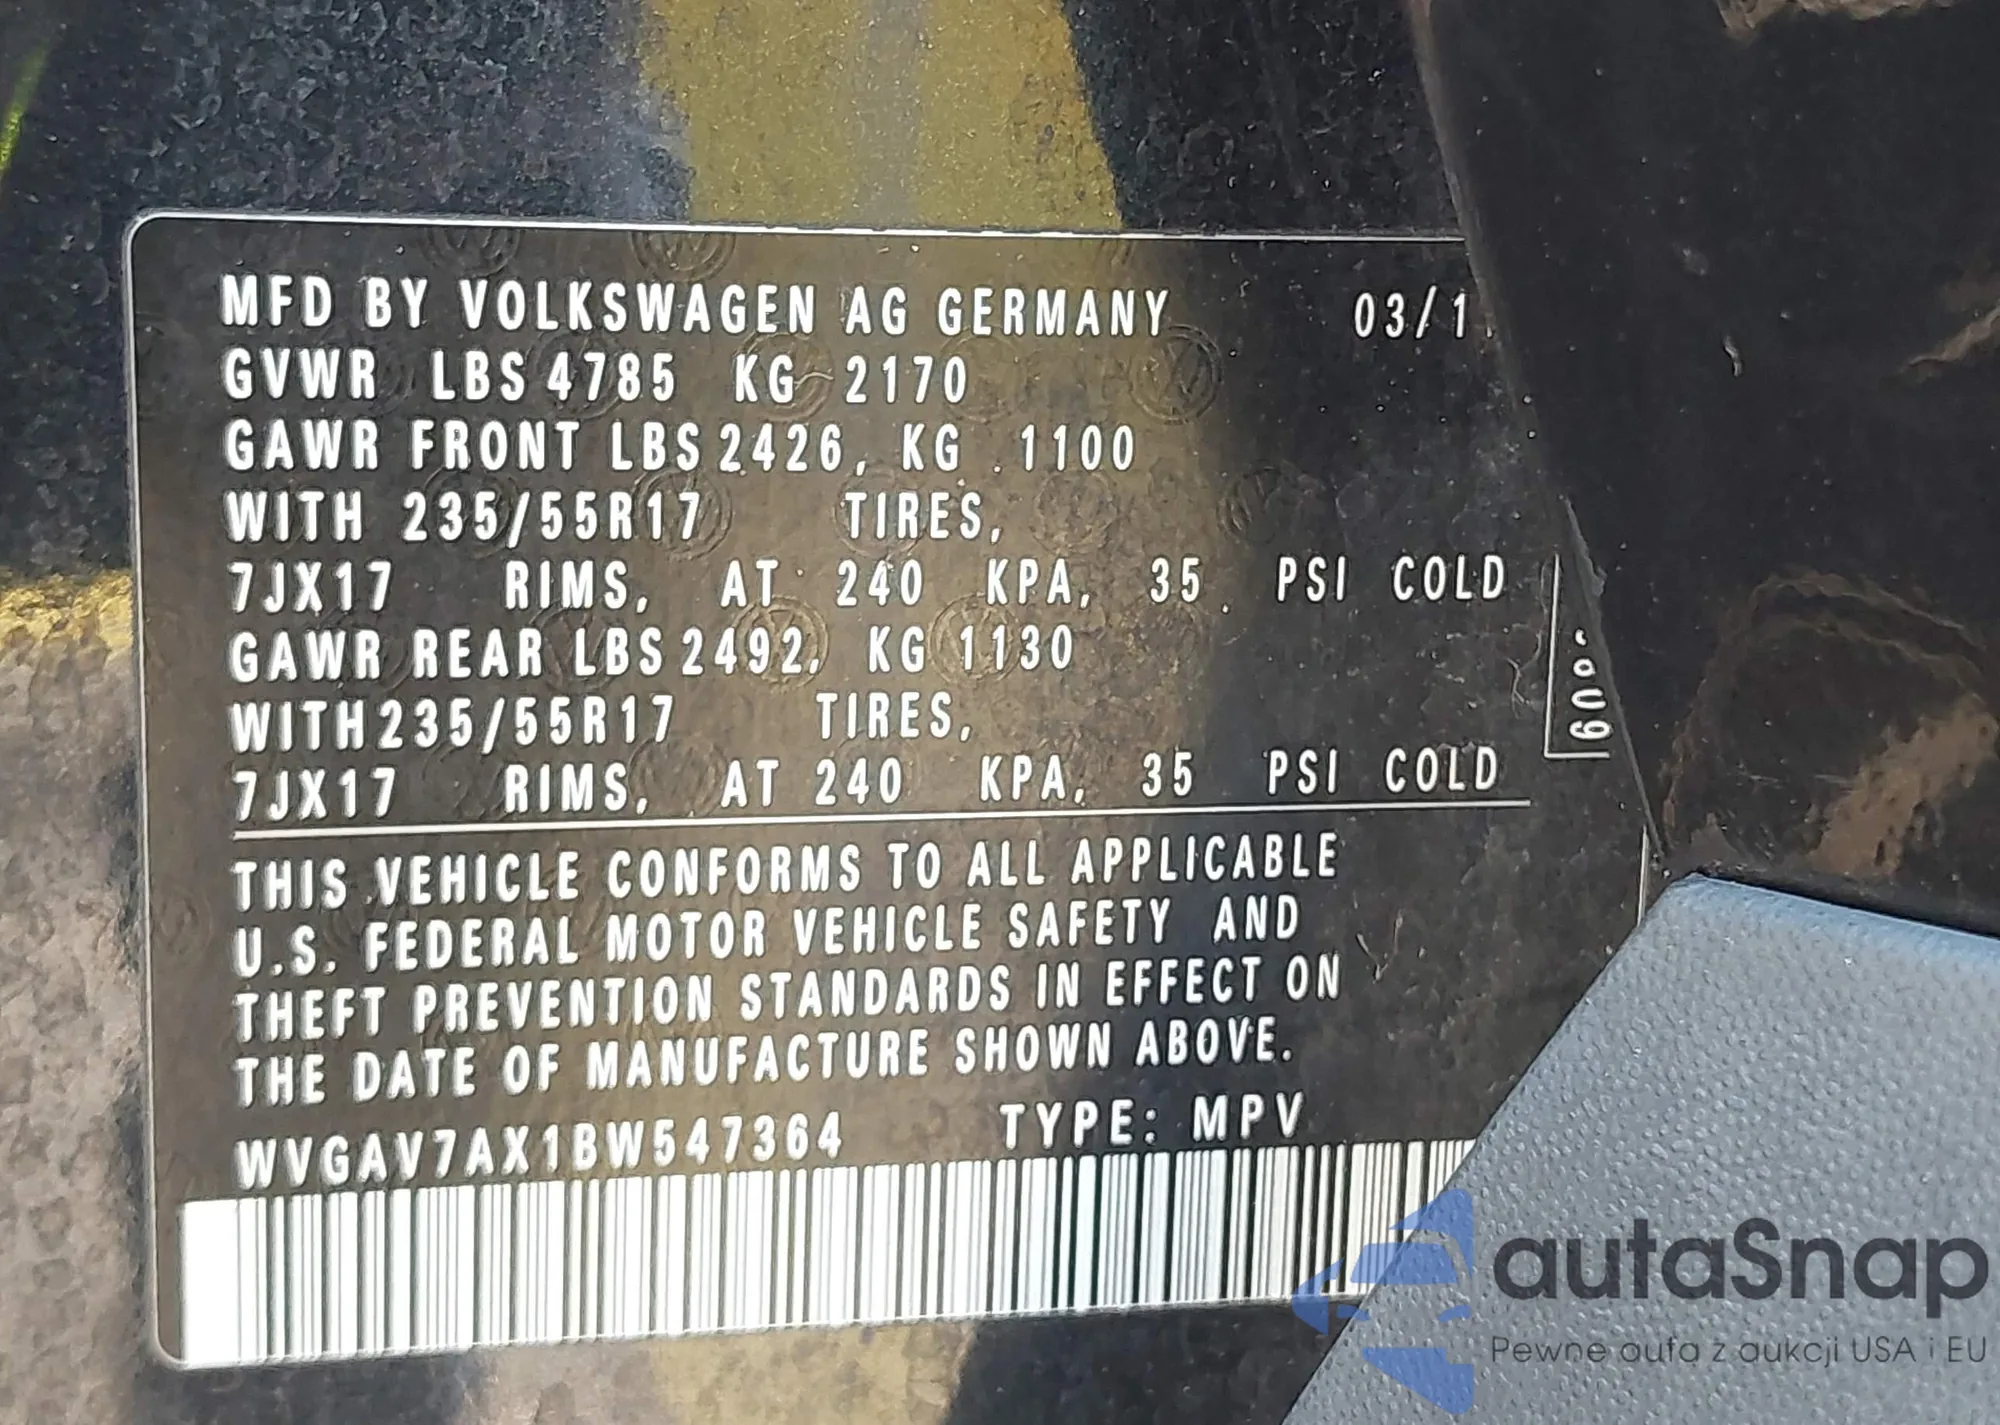 MFD BY VOLKSWAGEN AG GERMANY 03/1
GVWR LBS 4785 KG 2170
GAWR FRONT LBS 2426, KG 1100
WITH 235/55R17 TIRES,
7JX17 RIMS, AT 240 KPA, 35 PSI COLD
GAWR REAR LBS 2492, KG 1130
WITH 235/55R17 TIRES,
7JX17 RIMS, AT 240 KPA, 35 PSI COLD
THIS VEHICLE CONFORMS TO ALL APPLICABLE
U.S. FEDERAL MOTOR VEHICLE SAFETY AND
THEFT PREVENTION STANDARDS IN EFFECT ON
THE DATE OF MANUFACTURE SHOWN ABOVE.
WVGAV7AX1BW547364 TYPE: MPV
autaSnap
Pewne auta z aukcji USA i EU